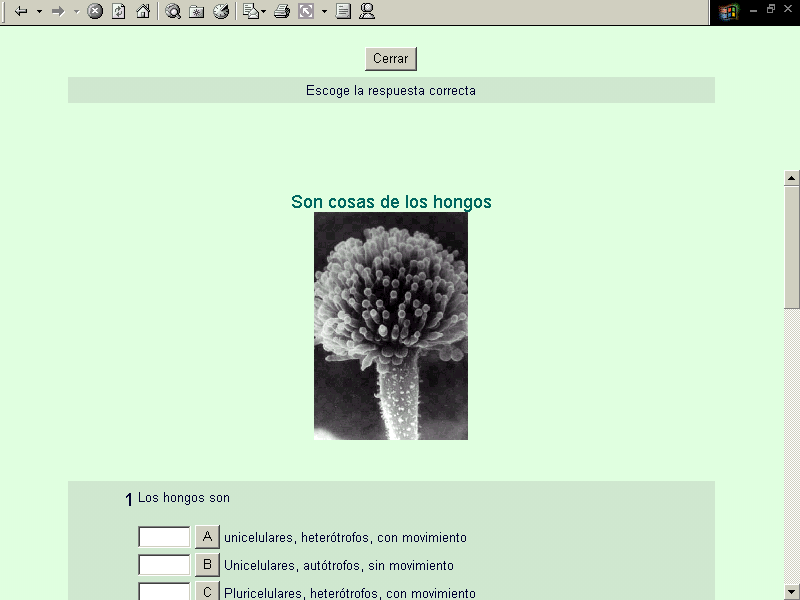 Cerrar
Escoge la respuesta correcta
Son cosas de los hongos
1 Los hongos son
A unicelulares, heterótrofos, con movimiento
B Unicelulares, autótrofos, sin movimiento
C Pluricelulares, heterótrofos, con movimiento